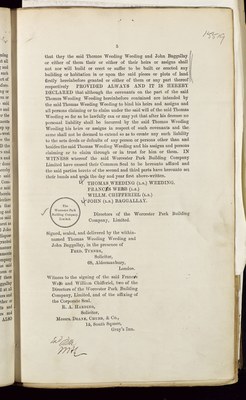 5
that they the said Thomas Weeding Weeding and John Baggallay
or either of them their or either of their heirs or assigns shall
not nor will build or erect or suffer to be built or erected any
building or habitation in or upon the said pieces or plots of land
firstly hereinbefore granted or either of them or any part thereof
respectively PROVIDED ALWAYS AND IT IS HEREBY
DECLARED that although the covenants on the part of the said
Thomas Weeding Weeding hereinbefore contained are intended by
the said Thomas Weeding Weeding to bind his heirs and assigns and
all persons claiming or to claim under the said will of the said Thomas
Weeding so far as he lawfully can or may yet that after his decease no
personal liability shall be incurred by the said Thomas Weeding
Weeding his heirs or assigns in respect of such covenants and the
same shall not be deemed to extend so as to create any such liability
to the acts deeds or defaults of any person or persons other than and
besides the said Thomas Weeding Weeding and his assigns and persons
claiming or to claim through or in trust for him or them. IN
WITNESS whereof the said Worcester Park Building Company
Limited have caused their Common Seal to be hereunto affixed and
the said parties hereto of the second and third parts have hereunto set
their hands and seals the day and year first above-written.
THOMAS WEEDING (L.S.) WEEDING.
FRANCIS WEBB (L.S.)
WILLM. CHIFFERIEL (L.S.)
JOHN (L.S.) BAGGALLAY.
The Worcester
Park Building
Company,
Limited
Directors of the Worcester Park Building
Company, Limited.
Signed, sealed, and delivered by the within-
named Thomas Weeding Weeding and
John Baggallay, in the presence of
FRED. TURNER,
Solicitor,
68, Aldermanbury,
London.
Witness to the signing of the said Francis
Webb and William Chifferiel, two of the
Directors of the Worcester Park Building
Company, Limited, and of the affixing of
the Corporate Seal,
Solicitor,
14, South Square,
Gray's Inn.